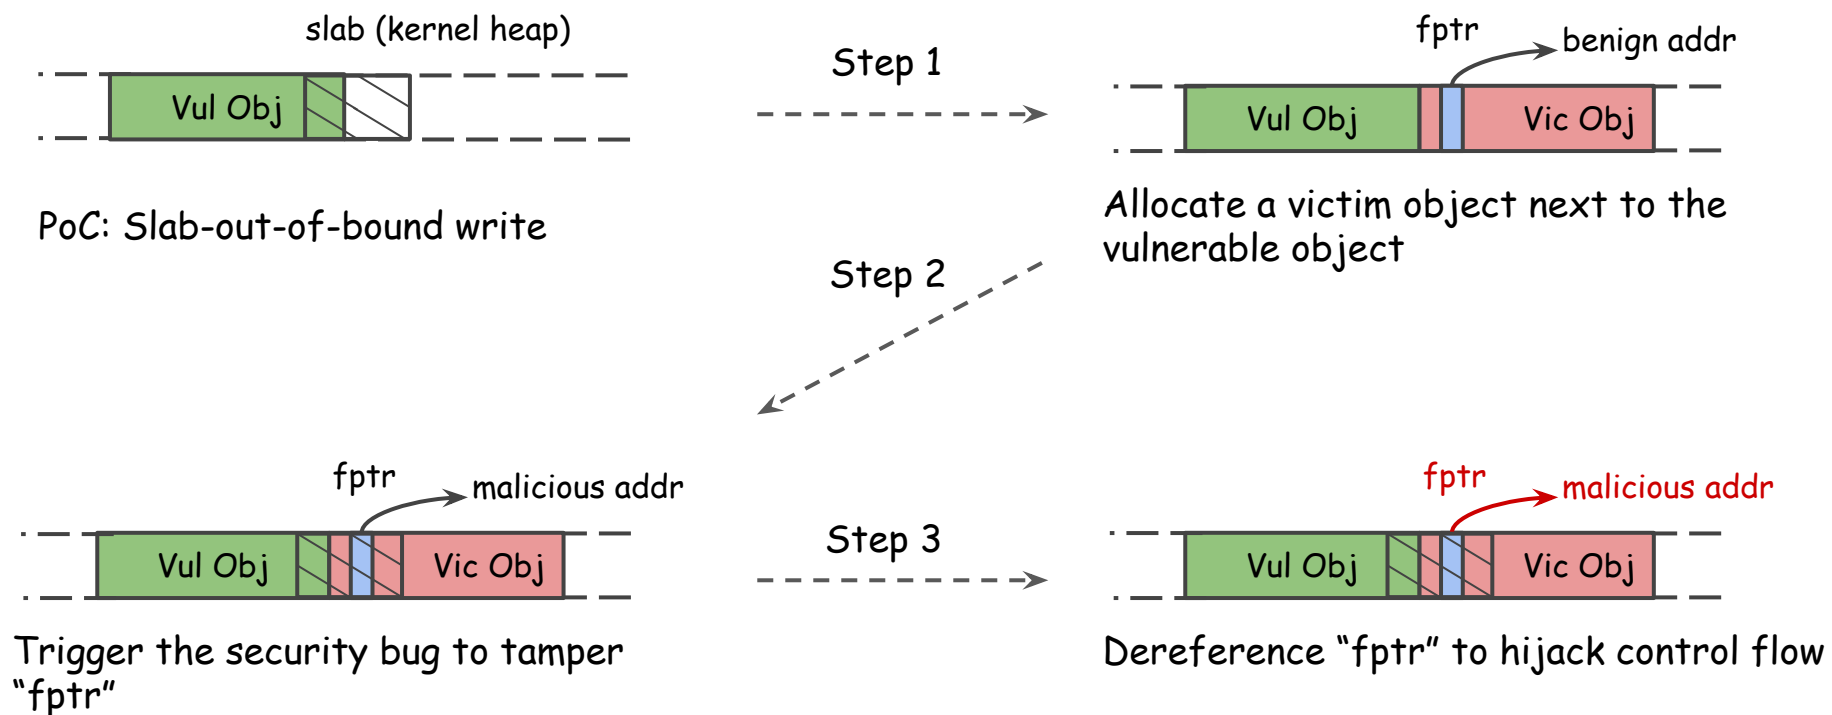 slab (kernel heap)
Vul Obj
PoC: Slab-out-of-bound write
Step 1
fptr
benign addr
Vul Obj
Vic Obj
Allocate a victim object next to the
vulnerable object
Step 2
fptr
malicious addr
Vul Obj
Vic Obj
Trigger the security bug to tamper
“fptr”
Step 3
fptr
malicious addr
Vul Obj
Vic Obj
Dereference “fptr” to hijack control flow